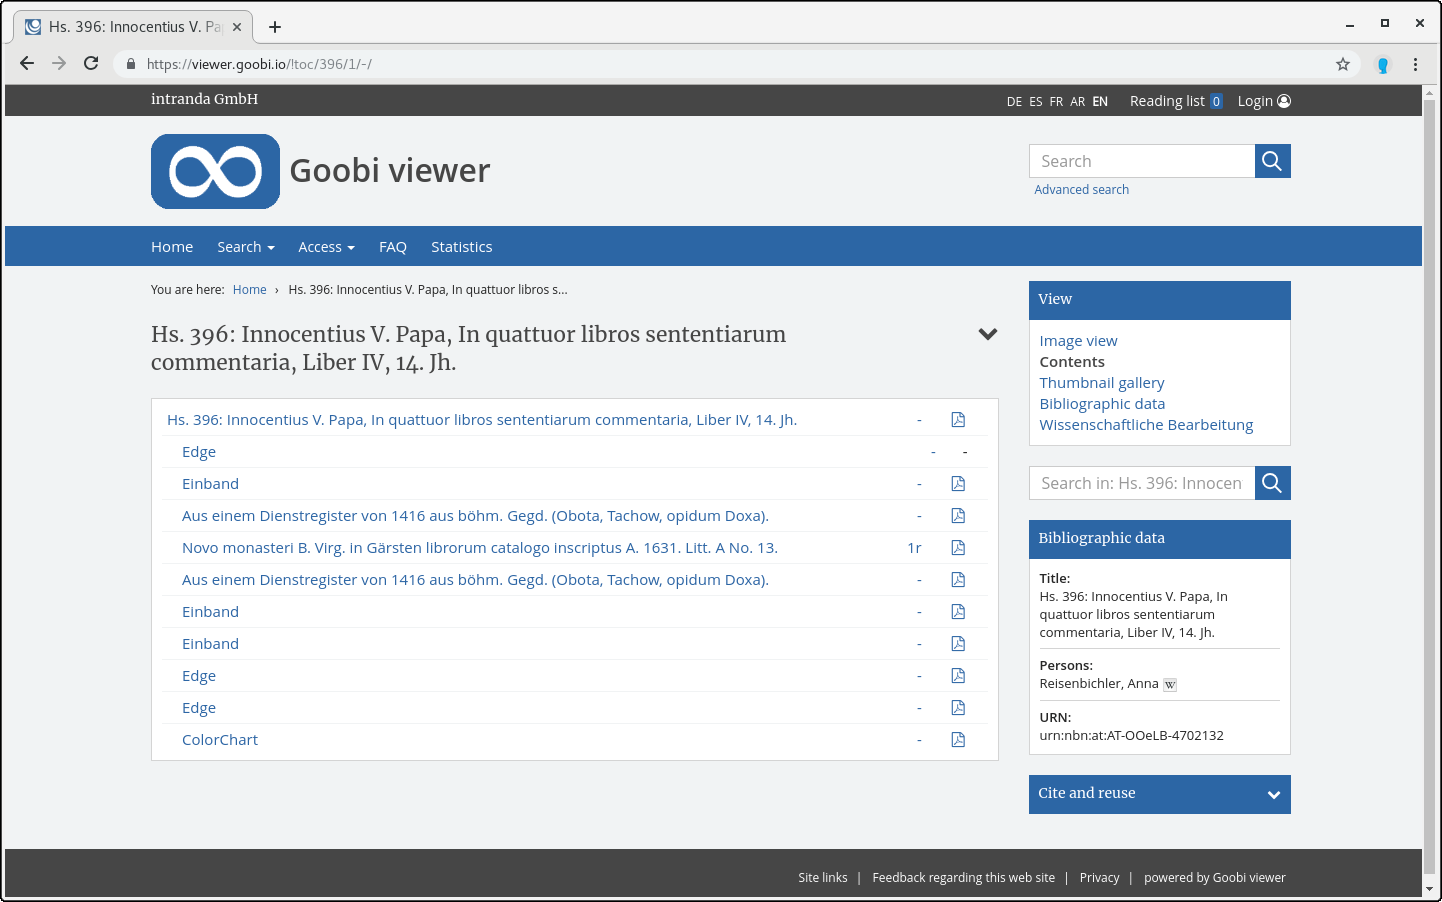 Hs. 396: Innocentius V. Pa
https://viewer.goobi.io/!toc/396/1/-/
intranda GmbH
DE ES FR AR EN Reading list 0 Login
Goobi viewer
Search
Advanced search
Home Search Access FAQ Statistics
You are here: Home › Hs. 396: Innocentius V. Papa, In quattuor libros s...
Hs. 396: Innocentius V. Papa, In quattuor libros sententiarum
commentaria, Liber IV, 14. Jh.
Hs. 396: Innocentius V. Papa, In quattuor libros sententiarum commentaria, Liber IV, 14. Jh. -
Edge - -
Einband -
Aus einem Dienstregister von 1416 aus böhm. Gegd. (Obota, Tachow, opidum Doxa). -
Novo monasteri B. Virg. in Gärsten librorum catalogo inscriptus A. 1631. Litt. A No. 13. 1r
Aus einem Dienstregister von 1416 aus böhm. Gegd. (Obota, Tachow, opidum Doxa). -
Einband -
Einband -
Edge -
Edge -
ColorChart -
View
Image view
Contents
Thumbnail gallery
Bibliographic data
Wissenschaftliche Bearbeitung
Search in: Hs. 396: Innocen
Bibliographic data
Title:
Hs. 396: Innocentius V. Papa, In
quattuor libros sententiarum
commentaria, Liber IV, 14. Jh.
Persons:
Reisenbichler, Anna W
URN:
urn:nbn:at:AT-OOeLB-4702132
Cite and reuse
Site links | Feedback regarding this web site | Privacy | powered by Goobi viewer